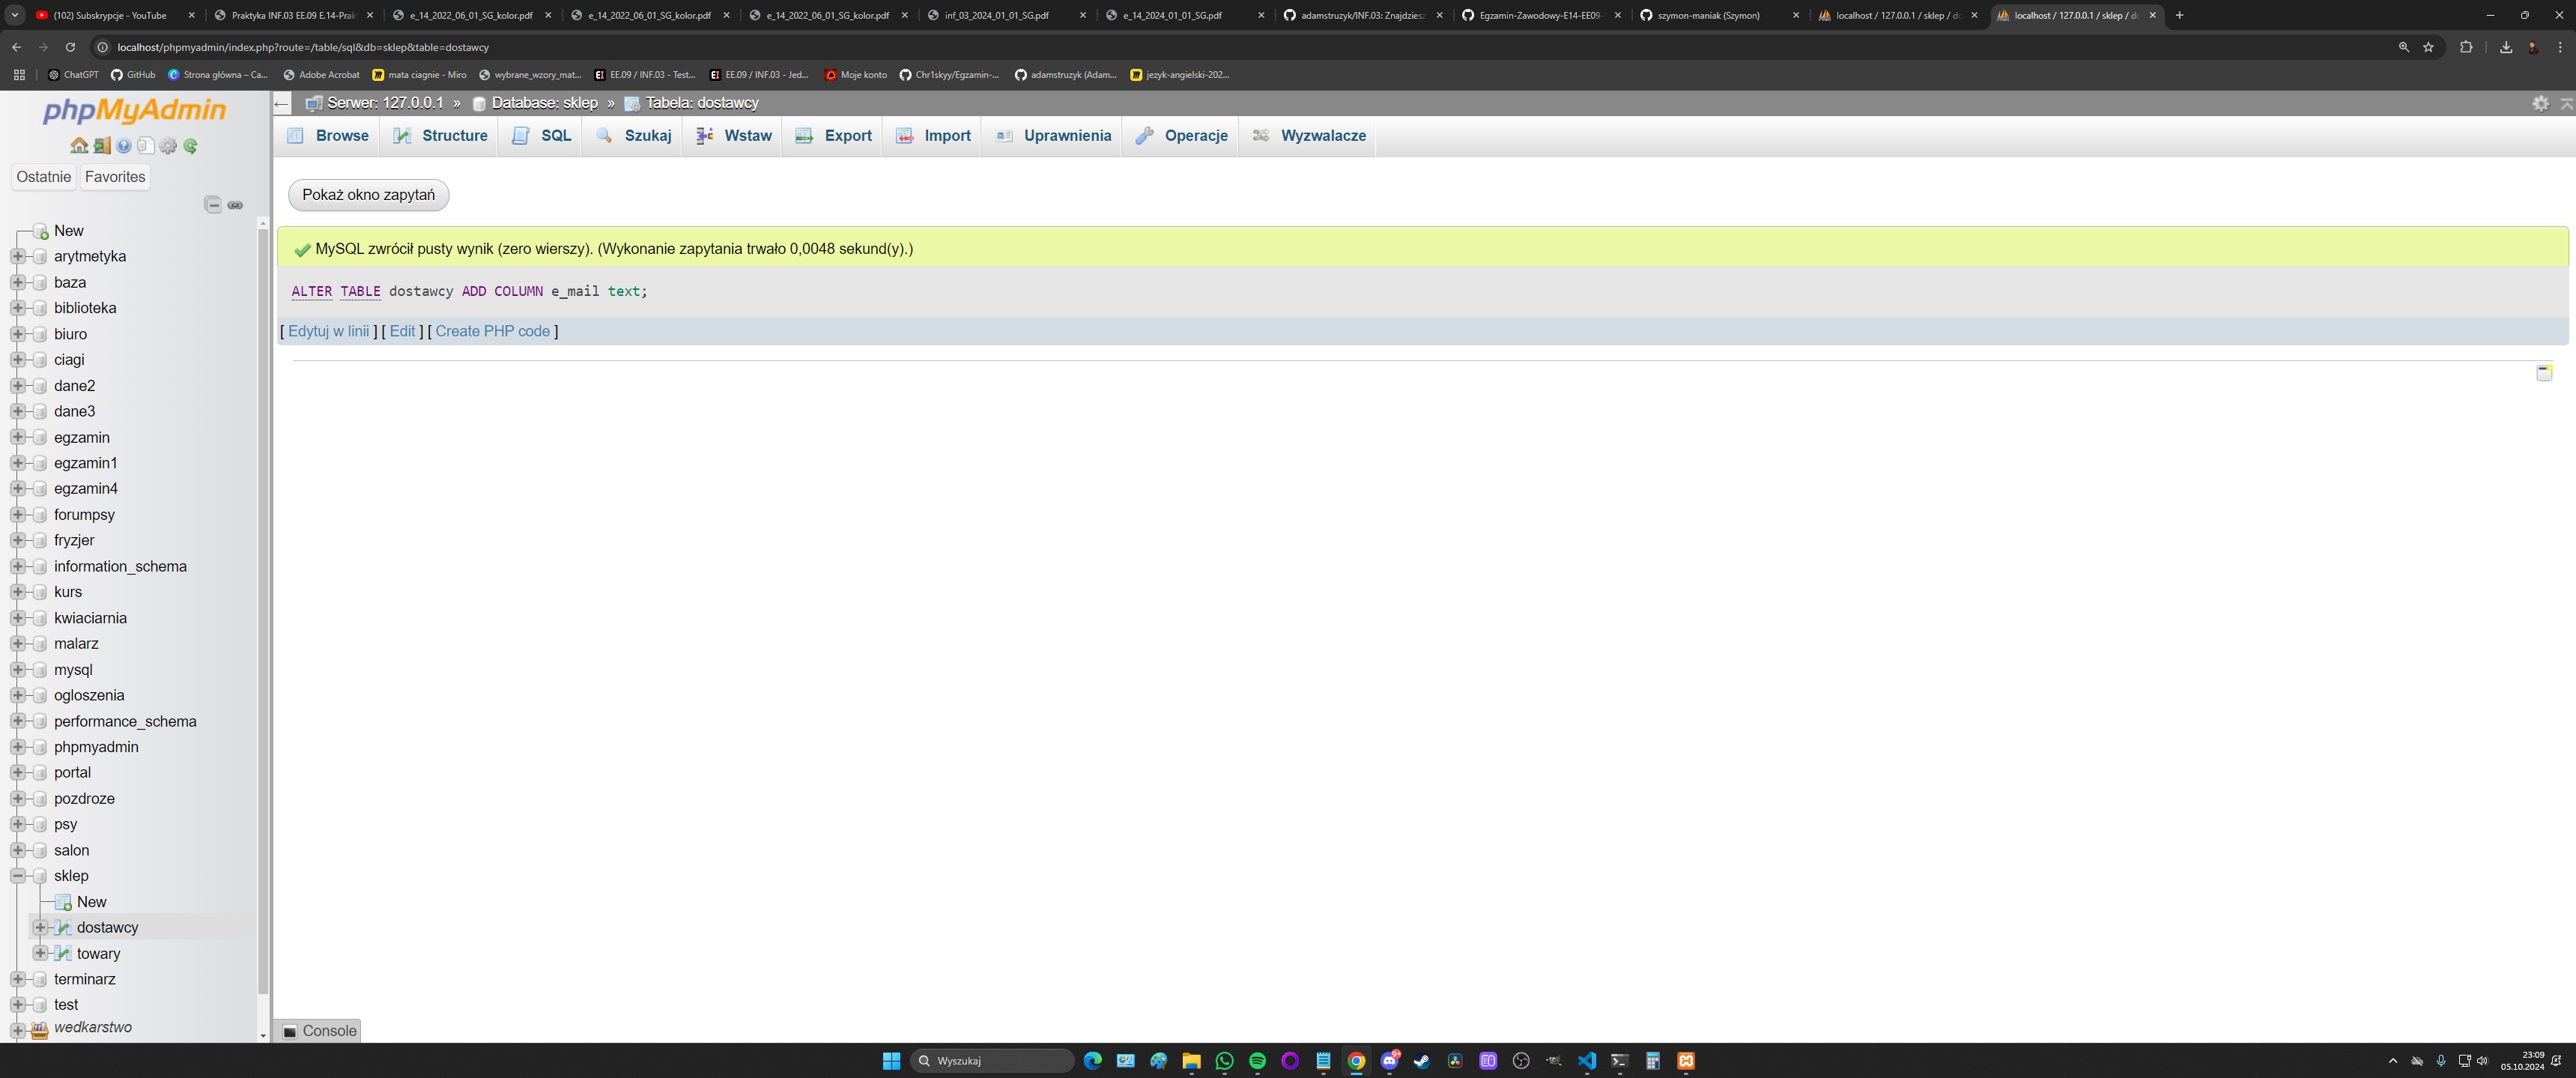 (102) Subskrypcje - YouTube
Praktyka INF.03 EE.09 E.14-Prak
e_14_2022_06_01_SG_kolor.pdf
e_14_2022_06_01_SG_kolor.pdf
e_14_2022_06_01_SG_kolor.pdf
inf_03_2024_01_01_SG.pdf
e_14_2024_01_01_SG.pdf
adamstruzyk/INF.03: Znajdziesz
Egzamin-Zawodowy-E14-EE09-
szymon-maniak (Szymon)
localhost / 127.0.0.1 / sklep / do
localhost / 127.0.0.1 / sklep / do
localhost/phpmyadmin/index.php?route=/table/sql&db=sklep&table=dostawcy
ChatGPT
GitHub
Strona główna – Ca...
Adobe Acrobat
mata ciagnie - Miro
wybrane_wzory_mat...
EE.09 / INF.03 - Test...
EE.09 / INF.03 - Jed...
Moje konto
Chr1skyy/Egzamin-...
adamstruzyk (Adam...
jezyk-angielski-202...
phpMyAdmin
Ostatnie
Favorites
New
arytmetyka
baza
biblioteka
biuro
ciagi
dane2
dane3
egzamin
egzamin1
egzamin4
forumpsy
fryzjer
information_schema
kurs
kwiaciarnia
malarz
mysql
ogloszenia
performance_schema
phpmyadmin
portal
pozdroze
psy
salon
sklep
New
dostawcy
towary
terminarz
test
wedkarstwo
Serwer: 127.0.0.1 » Database: sklep » Tabela: dostawcy
Browse
Structure
SQL
Szukaj
Wstaw
Export
Import
Uprawnienia
Operacje
Wyzwalacze
Pokaż okno zapytań
MySQL zwrócił pusty wynik (zero wierszy). (Wykonanie zapytania trwało 0,0048 sekund(y).)
ALTER TABLE dostawcy ADD COLUMN e_mail text;
[ Edytuj w linii ] [ Edit ] [ Create PHP code ]
Console
Wyszukaj
9+
23:09
05.10.2024